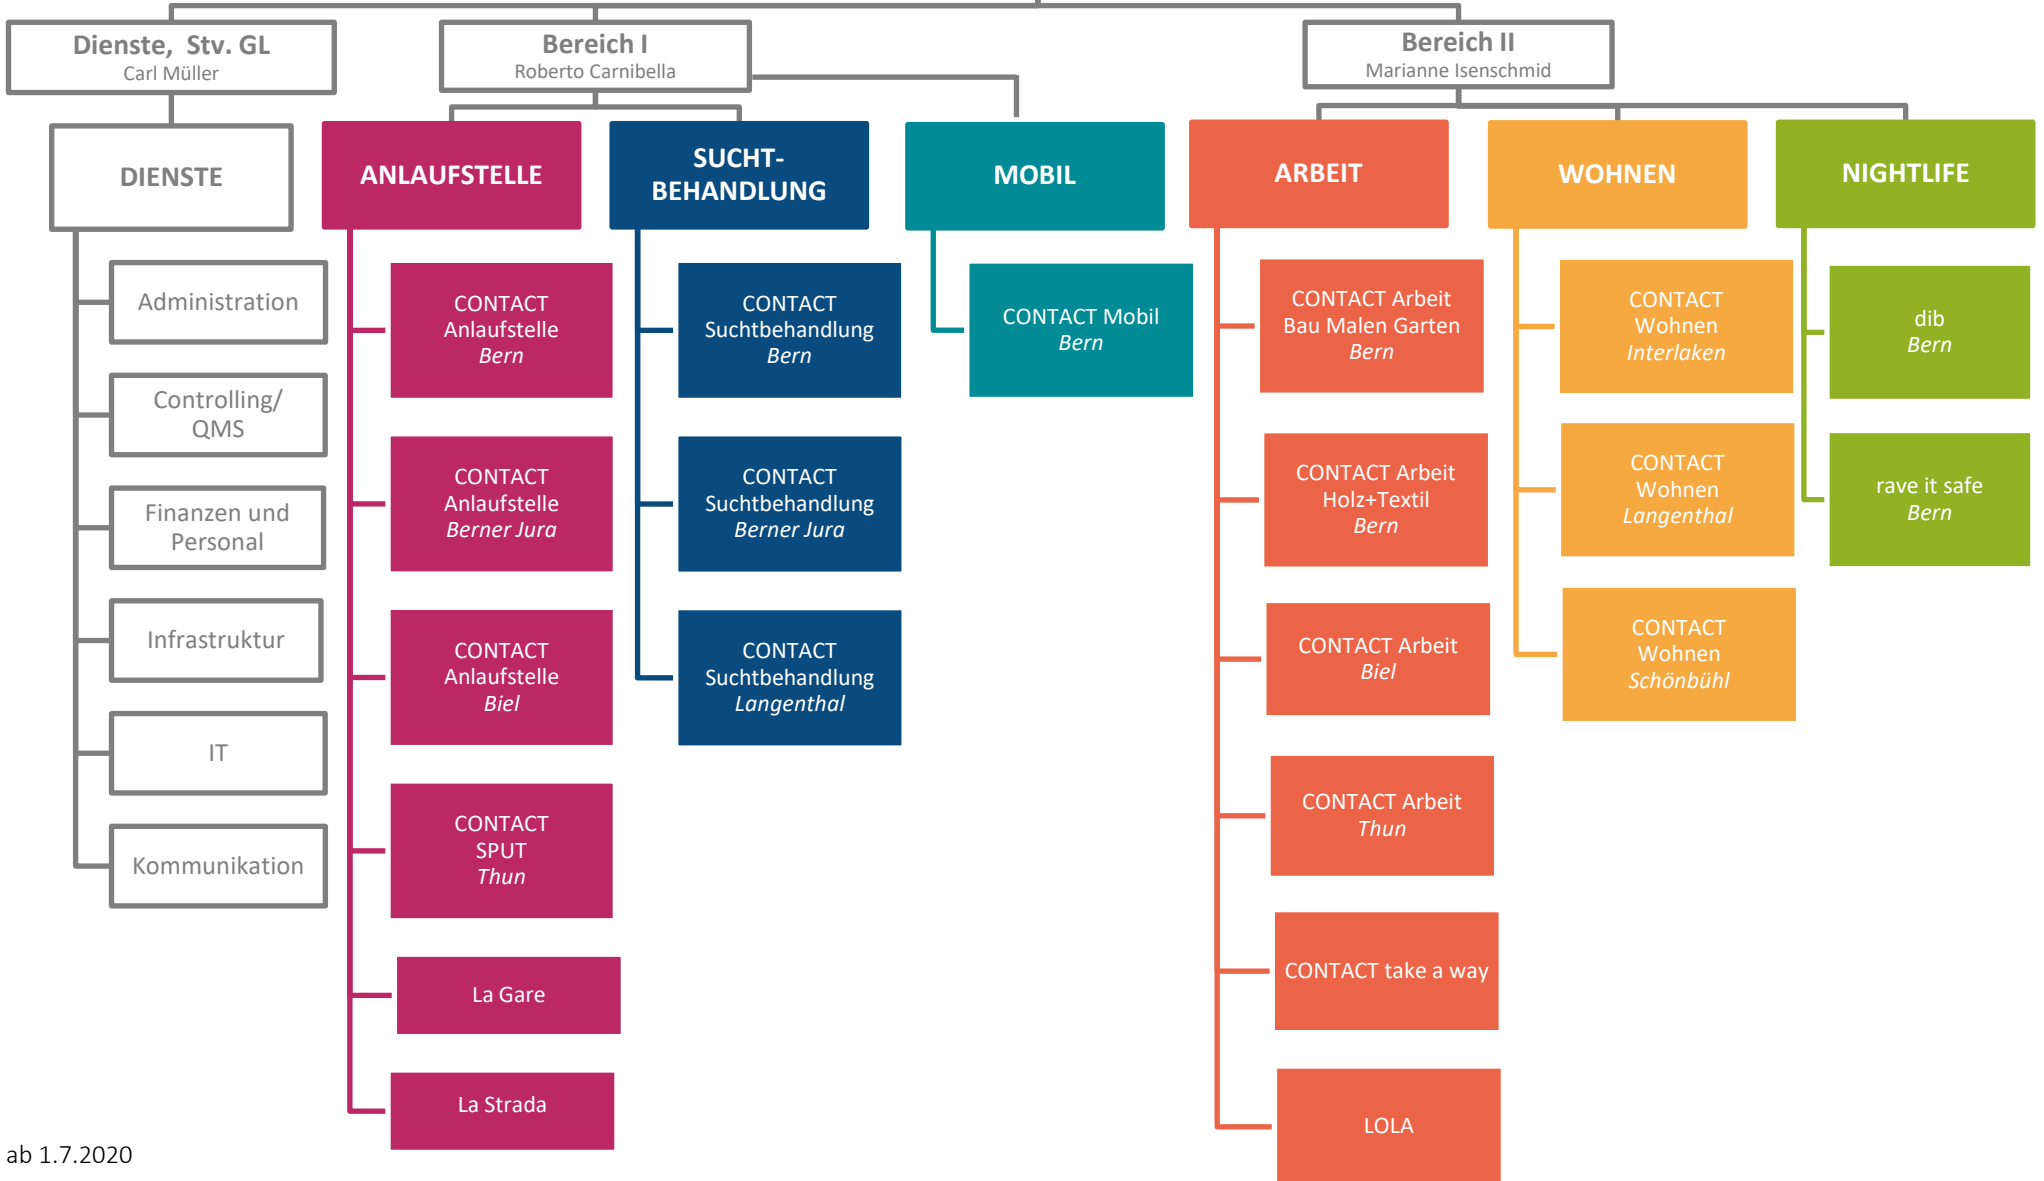 Dienste, Stv. GL
Carl Müller
Bereich I
Roberto Carnibella
Bereich II
Marianne Isenschmid
DIENSTE
Administration
Controlling/
QMS
Finanzen und
Personal
Infrastruktur
IT
Kommunikation
ANLAUFSTELLE
CONTACT
Anlaufstelle
Bern
CONTACT
Anlaufstelle
Berner Jura
CONTACT
Anlaufstelle
Biel
CONTACT
SPUT
Thun
La Gare
La Strada
SUCHT-
BEHANDLUNG
CONTACT
Suchtbehandlung
Bern
CONTACT
Suchtbehandlung
Berner Jura
CONTACT
Suchtbehandlung
Langenthal
MOBIL
CONTACT Mobil
Bern
ARBEIT
CONTACT Arbeit
Bau Malen Garten
Bern
CONTACT Arbeit
Holz+Textil
Bern
CONTACT Arbeit
Biel
CONTACT Arbeit
Thun
CONTACT take a way
LOLA
WOHNEN
CONTACT
Wohnen
Interlaken
CONTACT
Wohnen
Langenthal
CONTACT
Wohnen
Schönbühl
NIGHTLIFE
dib
Bern
rave it safe
Bern
ab 1.7.2020